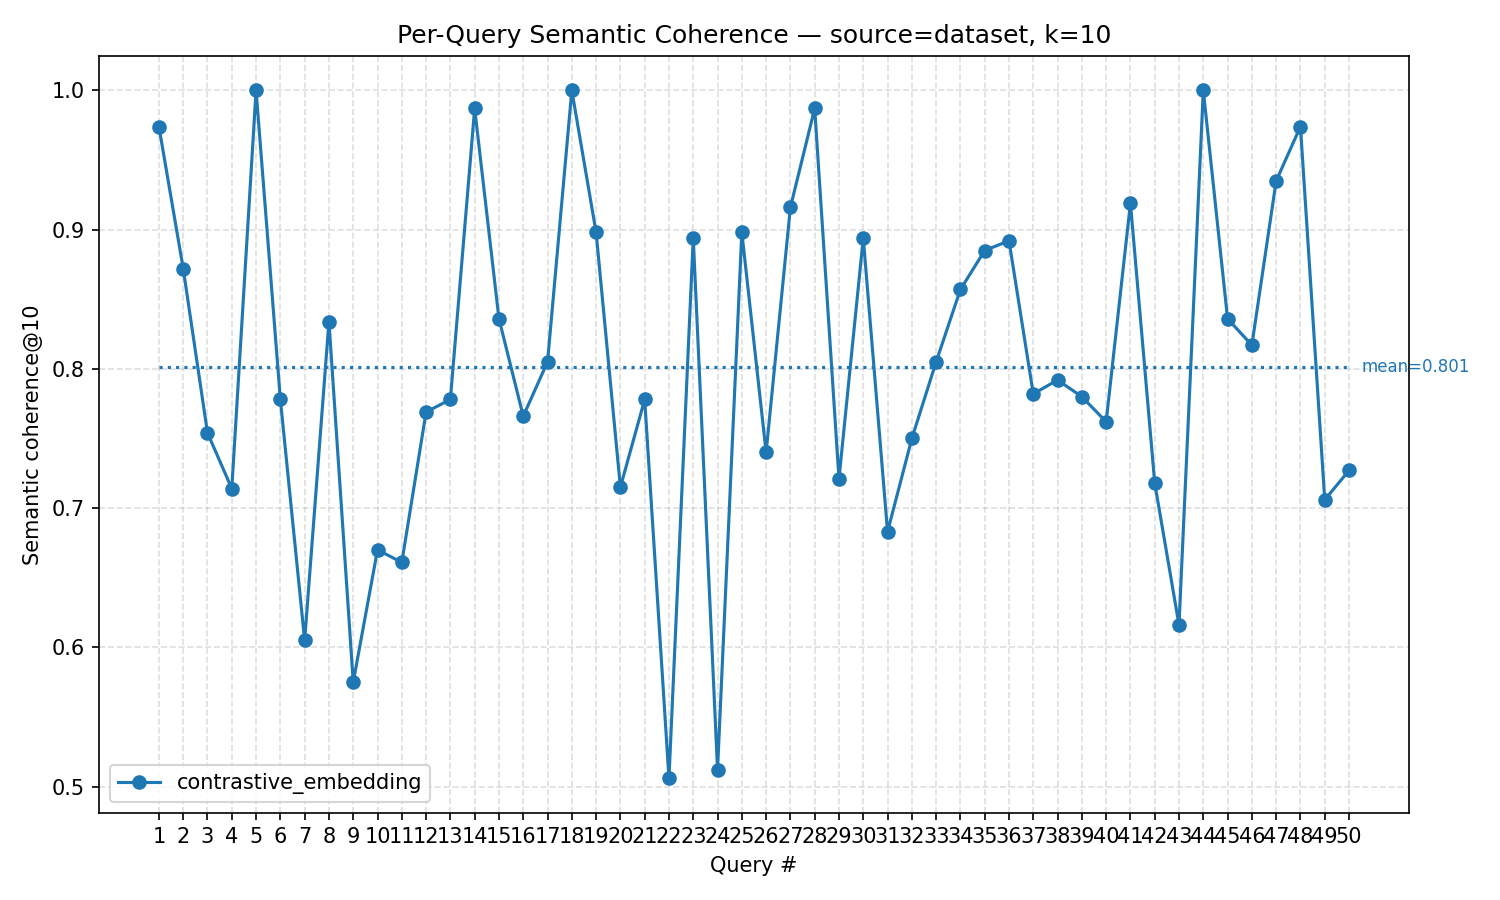 Per-Query Semantic Coherence — source=dataset, k=10
Semantic coherence@10
1.0
0.9
0.8
0.7
0.6
0.5
mean=0.801
contrastive_embedding
1 2 3 4 5 6 7 8 9 10 11 12 13 14 15 16 17 18 19 20 21 22 23 24 25 26 27 28 29 30 31 32 33 34 35 36 37 38 39 40 41 42 43 44 45 46 47 48 49 50
Query #